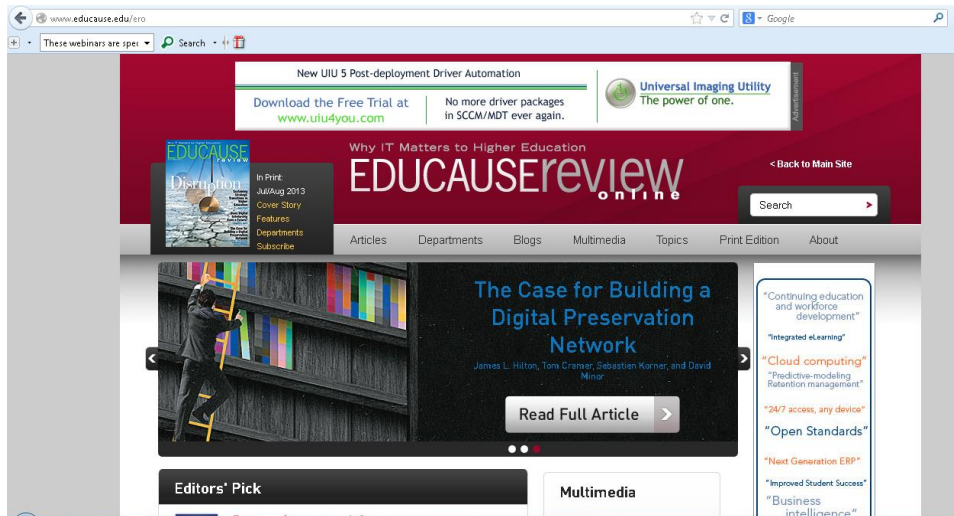 www.educause.edu/ero
Google
These webinars are spec
Search
New UIU 5 Post-deployment Driver Automation
Download the Free Trial at
www.uiu4you.com
No more driver packages
in SCCM/MDT ever again.
Universal Imaging Utility
The power of one.
Advertisement
Why IT Matters to Higher Education
EDUCAUSEreview
online
< Back to Main Site
Search
EDUCAUSE
review
Disruption
In Print:
Jul/Aug 2013
Cover Story
Features
Departments
Subscribe
Articles
Departments
Blogs
Multimedia
Topics
Print Edition
About
The Case for Building a
Digital Preservation
Network
James L. Hilton, Tom Cramer, Sebastien Korner, and David
Minor
Read Full Article
"Continuing education
and workforce
development"
"Integrated eLearning"
"Cloud computing"
"Predictive-modeling
Retention management"
"24/7 access, any device"
"Open Standards"
"Next Generation ERP"
"Improved Student Success"
"Business
intelligence"
Editors' Pick
Multimedia